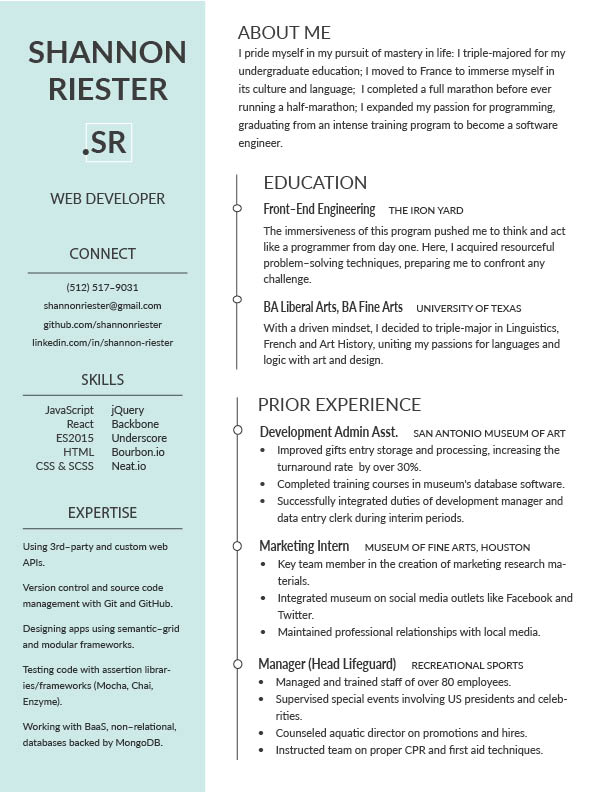 SHANNON
RIESTER
.SR
WEB DEVELOPER
CONNECT
(512) 517–9031
shannonriester@gmail.com
github.com/shannonriester
linkedin.com/in/shannon-riester
SKILLS
JavaScript jQuery
React Backbone
ES2015 Underscore
HTML Bourbon.io
CSS & SCSS Neat.io
EXPERTISE
Using 3rd–party and custom web
APIs.
Version control and source code
management with Git and GitHub.
Designing apps using semantic–grid
and modular frameworks.
Testing code with assertion librar-
ies/frameworks (Mocha, Chai,
Enzyme).
Working with BaaS, non–relational,
databases backed by MongoDB.
ABOUT ME
I pride myself in my pursuit of mastery in life: I triple-majored for my
undergraduate education; I moved to France to immerse myself in
its culture and language; I completed a full marathon before ever
running a half-marathon; I expanded my passion for programming,
graduating from an intense training program to become a software
engineer.
EDUCATION
Front–End Engineering THE IRON YARD
The immersiveness of this program pushed me to think and act
like a programmer from day one. Here, I acquired resourceful
problem–solving techniques, preparing me to confront any
challenge.
BA Liberal Arts, BA Fine Arts UNIVERSITY OF TEXAS
With a driven mindset, I decided to triple-major in Linguistics,
French and Art History, uniting my passions for languages and
logic with art and design.
PRIOR EXPERIENCE
Development Admin Asst. SAN ANTONIO MUSEUM OF ART
• Improved gifts entry storage and processing, increasing the
turnaround rate by over 30%.
• Completed training courses in museum's database software.
• Successfully integrated duties of development manager and
data entry clerk during interim periods.
Marketing Intern MUSEUM OF FINE ARTS, HOUSTON
• Key team member in the creation of marketing research ma-
terials.
• Integrated museum on social media outlets like Facebook and
Twitter.
• Maintained professional relationships with local media.
Manager (Head Lifeguard) RECREATIONAL SPORTS
• Managed and trained staff of over 80 employees.
• Supervised special events involving US presidents and celeb-
rities.
• Counseled aquatic director on promotions and hires.
• Instructed team on proper CPR and first aid techniques.